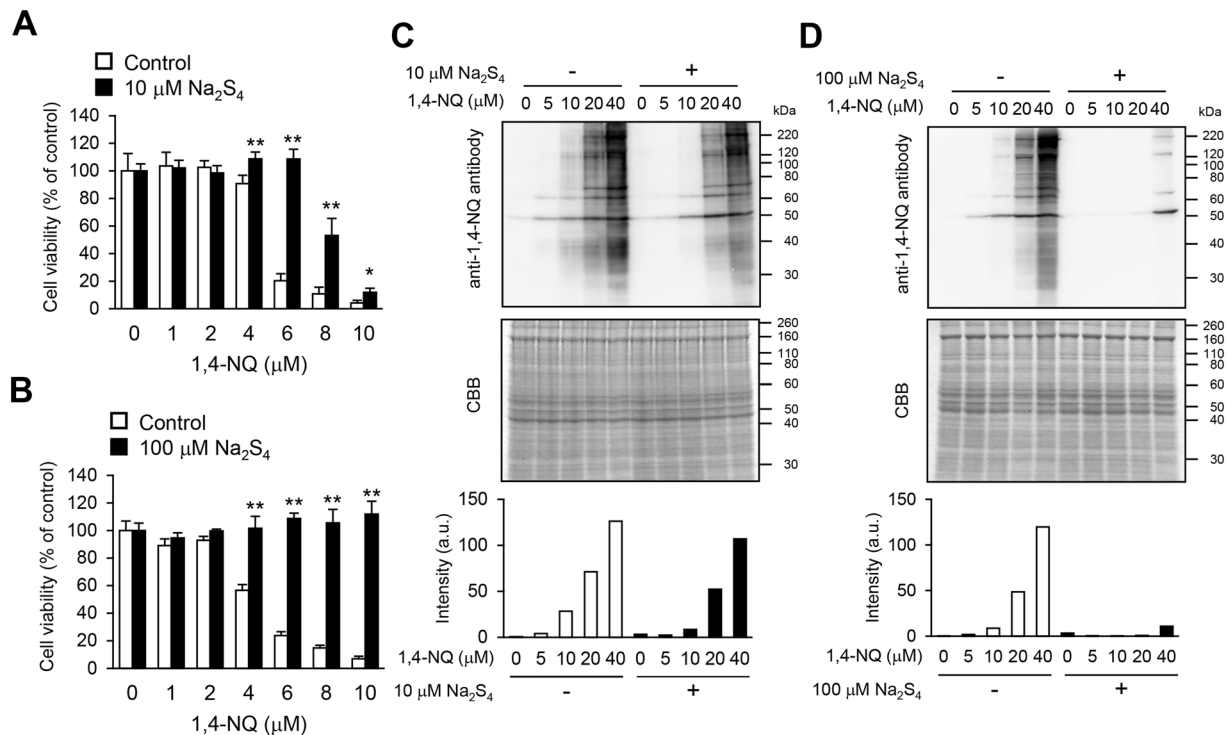 A
Control
10 μM Na₂S₄
Cell viability (% of control)
140
120
100
80
60
40
20
0
** ** ** *
0 1 2 4 6 8 10
1,4-NQ (μM)
B
Control
100 μM Na₂S₄
Cell viability (% of control)
140
120
100
80
60
40
20
0
** ** ** **
0 1 2 4 6 8 10
1,4-NQ (μM)
C
10 μM Na₂S₄ - +
1,4-NQ (μM) 0 5 10 20 40 0 5 10 20 40
kDa
anti-1,4-NQ antibody
220
120
100
80
60
50
40
30
CBB
260
160
110
80
60
50
40
30
Intensity (a.u.)
150
100
50
0
1,4-NQ (μM) 0 5 10 20 40 0 5 10 20 40
10 μM Na₂S₄ - +
D
100 μM Na₂S₄ - +
1,4-NQ (μM) 0 5 10 20 40 0 5 10 20 40
kDa
anti-1,4-NQ antibody
220
120
100
80
60
50
40
30
CBB
260
160
110
80
60
50
40
30
Intensity (a.u.)
150
100
50
0
1,4-NQ (μM) 0 5 10 20 40 0 5 10 20 40
100 μM Na₂S₄ - +